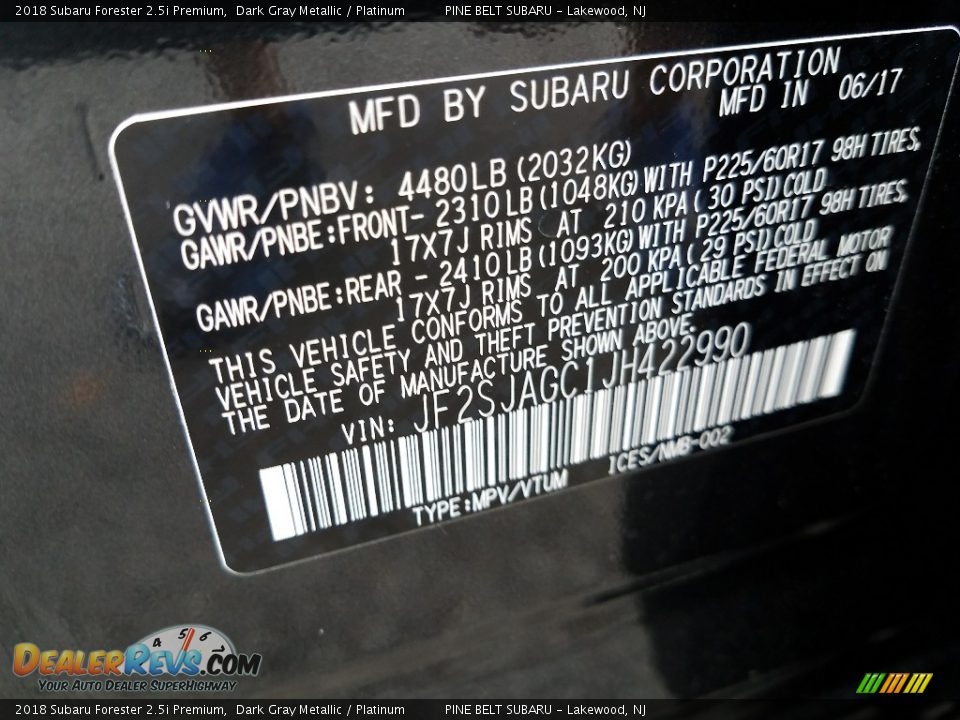 2018 Subaru Forester 2.5i Premium, Dark Gray Metallic / Platinum PINE BELT SUBARU - Lakewood, NJ
MFD BY SUBARU CORPORATION
MFD IN 06/17
GVWR/PNBV: 4480LB (2032KG)
GAWR/PNBE:FRONT- 2310LB (1048KG) WITH P225/60R17 98H TIRES,
17X7J RIMS AT 210 KPA (30 PSI) COLD
GAWR/PNBE:REAR - 2410LB (1093KG) WITH P225/60R17 98H TIRES,
17X7J RIMS AT 200 KPA (29 PSI) COLD
THIS VEHICLE CONFORMS TO ALL APPLICABLE FEDERAL MOTOR
VEHICLE SAFETY AND THEFT PREVENTION STANDARDS IN EFFECT ON
THE DATE OF MANUFACTURE SHOWN ABOVE.
VIN: JF2SJAGC1JH422990
TYPE:MPV/VTUM ICES/NMB-002
4 5 6
DEALERREVS.COM
YOUR AUTO DEALER SUPERHIGHWAY
2018 Subaru Forester 2.5i Premium, Dark Gray Metallic / Platinum PINE BELT SUBARU - Lakewood, NJ